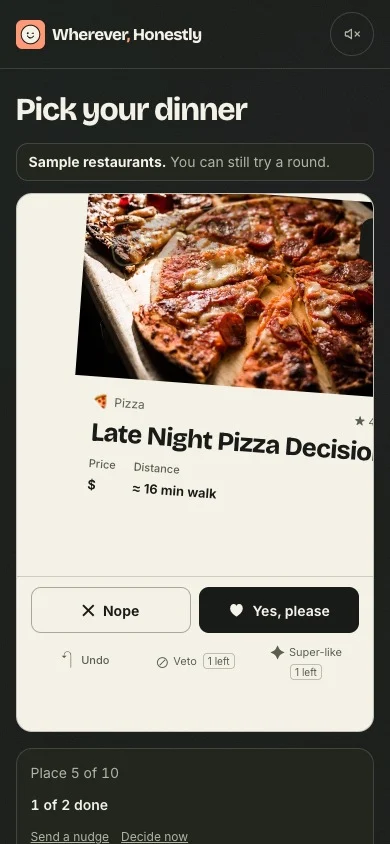 Wherever, Honestly
Pick your dinner
Sample restaurants. You can still try a round.
Pizza
★ 4
Late Night Pizza Decisio
Price Distance
$ ≈ 16 min walk
Nope
Yes, please
Undo
Veto 1 left
Super-like
1 left
Place 5 of 10
1 of 2 done
Send a nudge Decide now